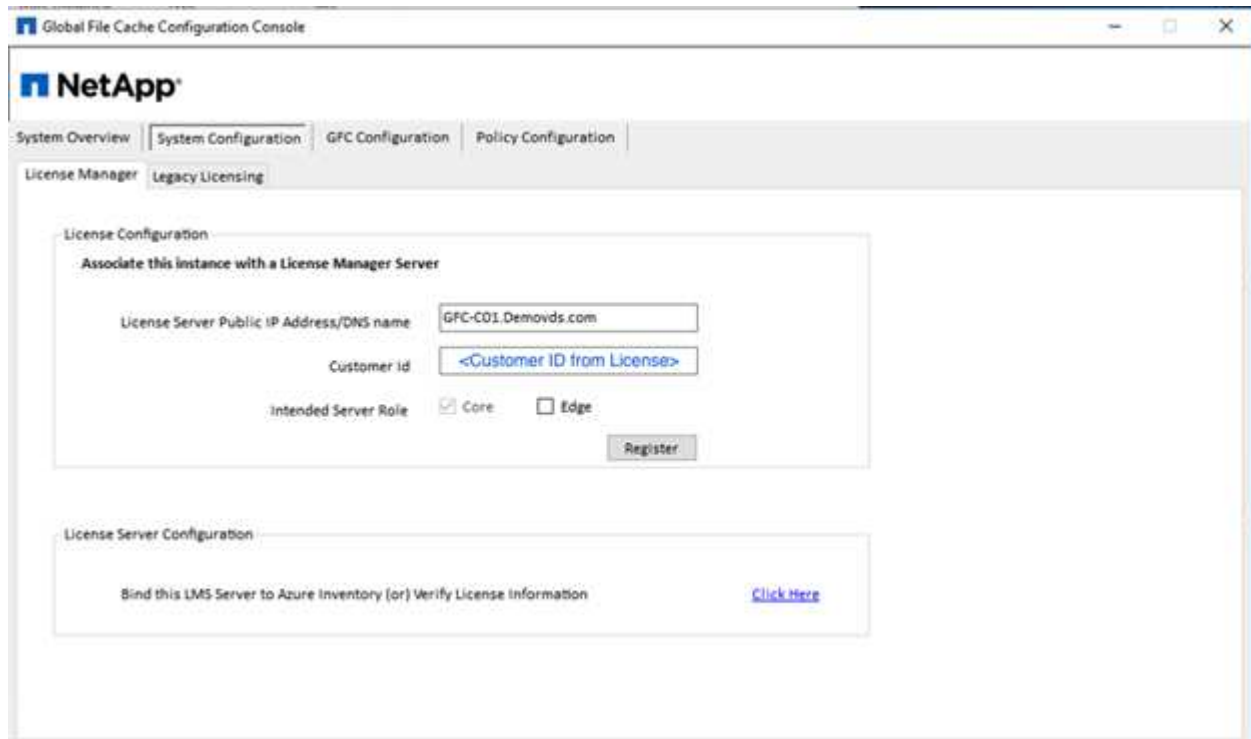 Global File Cache Configuration Console
NetApp
System Overview System Configuration GFC Configuration Policy Configuration
License Manager Legacy Licensing
License Configuration
Associate this instance with a License Manager Server
License Server Public IP Address/DNS name GFC-C01.Demovds.com
Customer Id <Customer ID from License>
Intended Server Role Core Edge
Register
License Server Configuration
Bind this LMS Server to Azure Inventory (or) Verify License Information Click Here